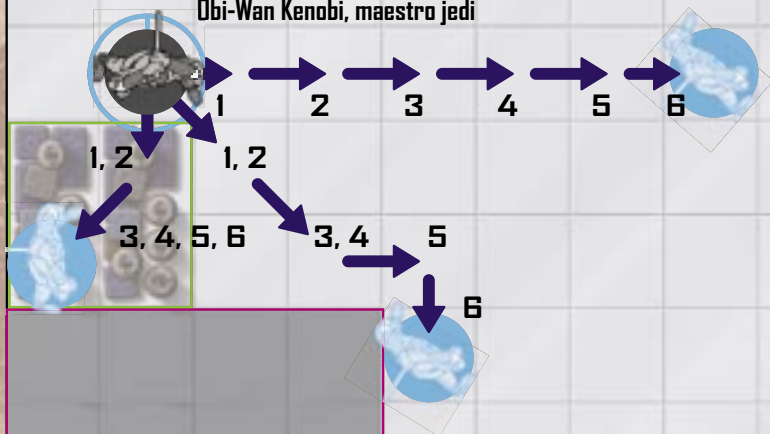 Obi-Wan Kenobi, maestro jedi
1 2 3 4 5 6
1, 2 1, 2
3, 4, 5, 6 3, 4 5
6